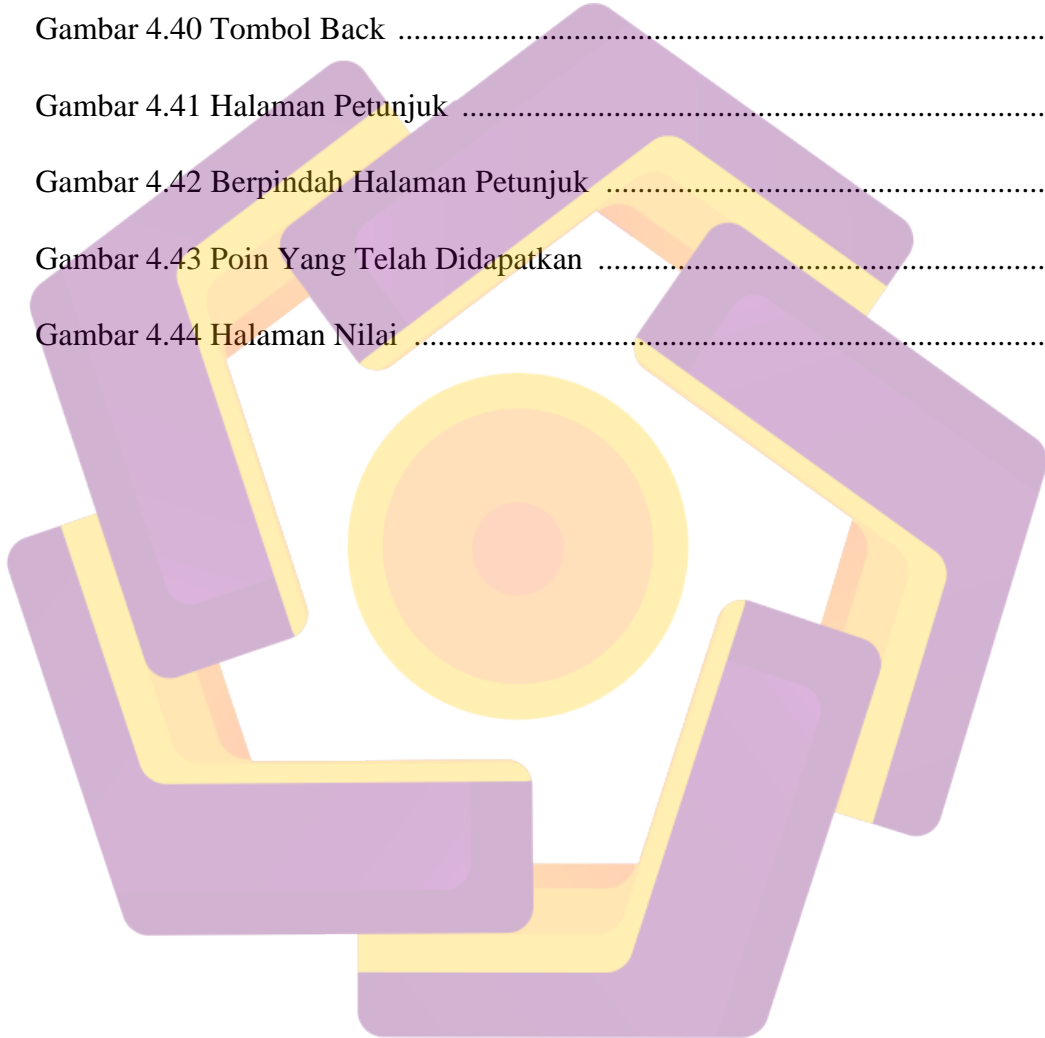 Gambar 4.40 Tombol Back ................................................................................
Gambar 4.41 Halaman Petunjuk ........................................................................
Gambar 4.42 Berpindah Halaman Petunjuk ......................................................
Gambar 4.43 Poin Yang Telah Didapatkan .......................................................
Gambar 4.44 Halaman Nilai ..............................................................................